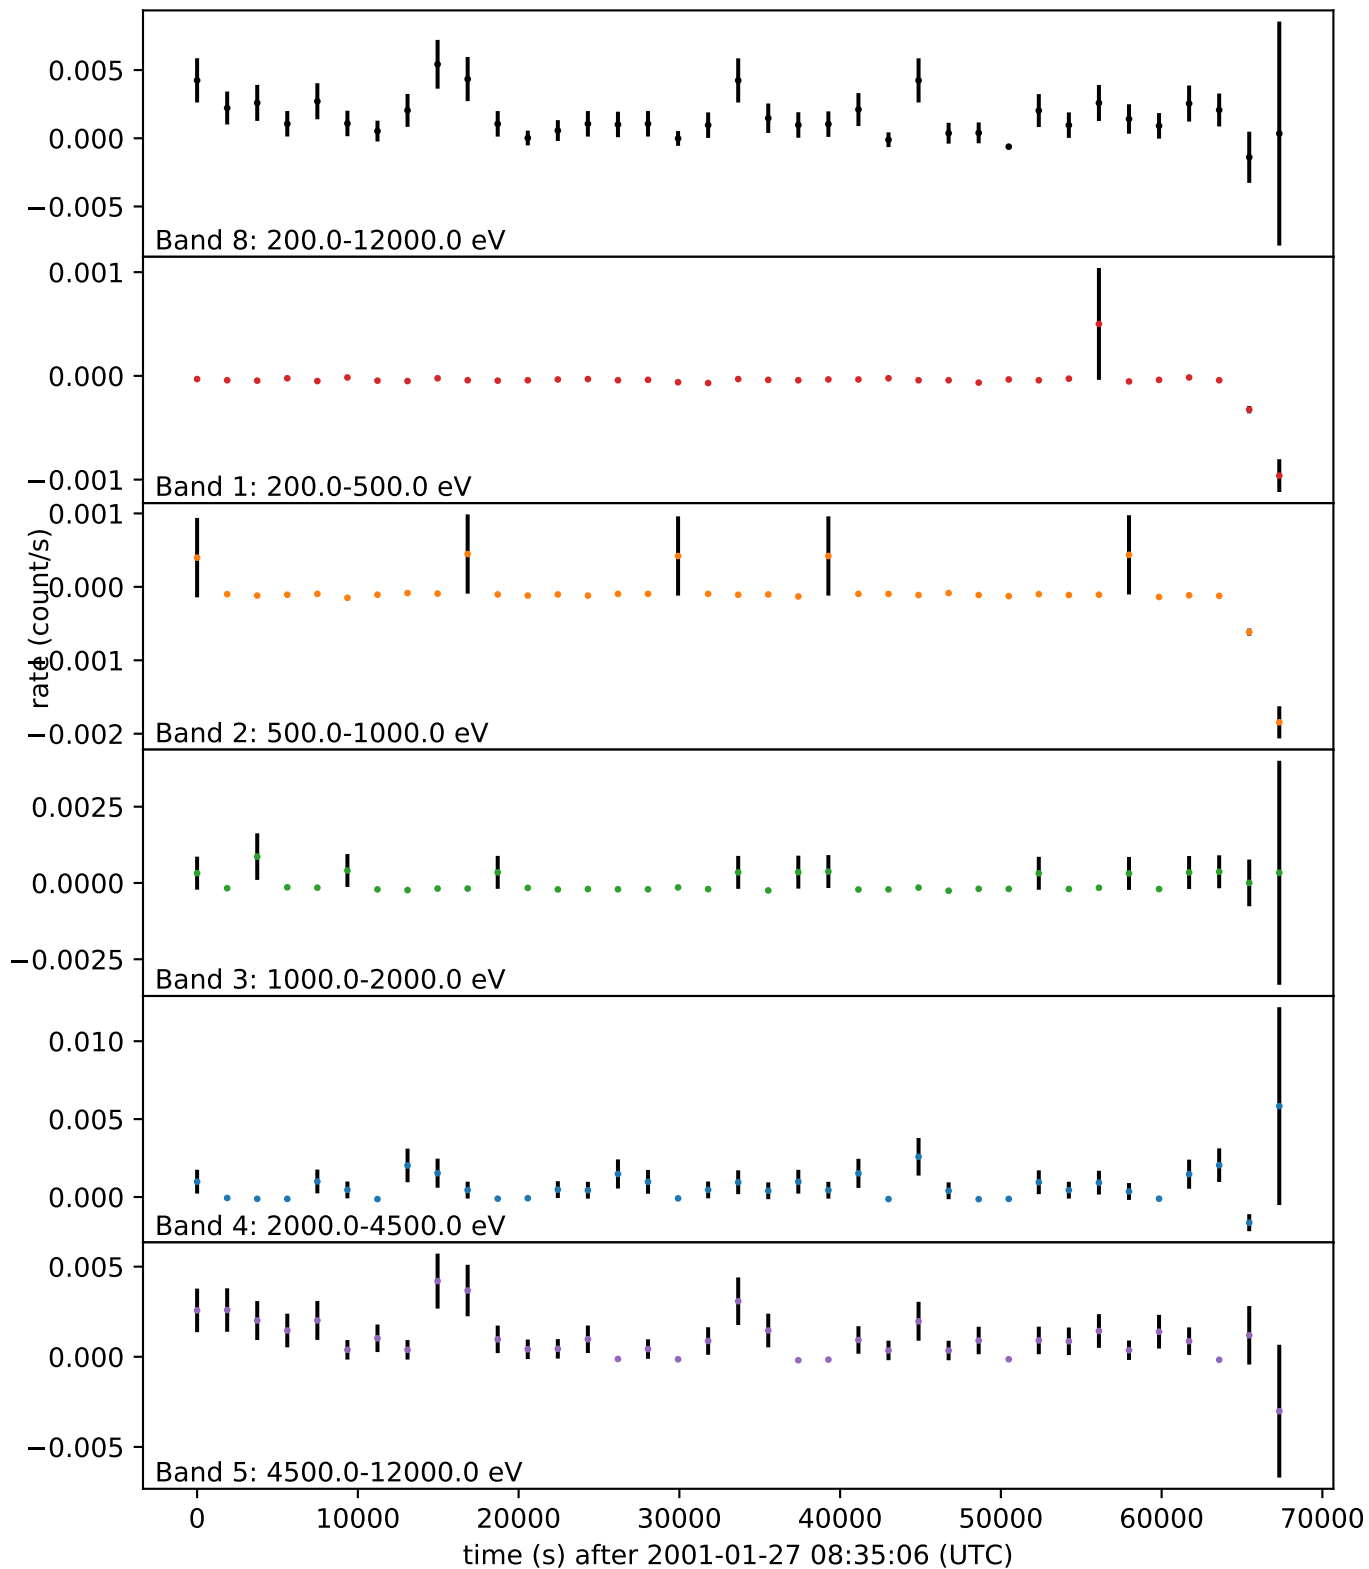 0.005
0.000
−0.005
Band 8: 200.0-12000.0 eV
0.001
0.000
−0.001
Band 1: 200.0-500.0 eV
0.001
0.000
−0.001
−0.002
rate (count/s)
Band 2: 500.0-1000.0 eV
0.0025
0.0000
−0.0025
Band 3: 1000.0-2000.0 eV
0.010
0.005
0.000
Band 4: 2000.0-4500.0 eV
0.005
0.000
−0.005
Band 5: 4500.0-12000.0 eV
0 10000 20000 30000 40000 50000 60000 70000
time (s) after 2001-01-27 08:35:06 (UTC)